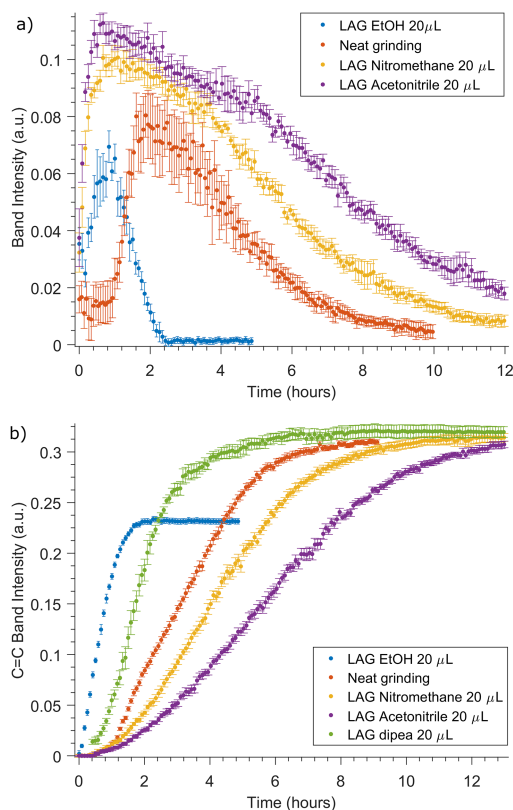 a)
LAG EtOH 20μL
Neat grinding
LAG Nitromethane 20 μL
LAG Acetonitrile 20 μL
Band Intensity (a.u.)
0.1
0.08
0.06
0.04
0.02
0
0 2 4 6 8 10 12
Time (hours)
b)
C=C Band Intensity (a.u.)
0.3
0.25
0.2
0.15
0.1
0.05
0
LAG EtOH 20 μL
Neat grinding
LAG Nitromethane 20 μL
LAG Acetonitrile 20 μL
LAG dipea 20 μL
0 2 4 6 8 10 12
Time (hours)